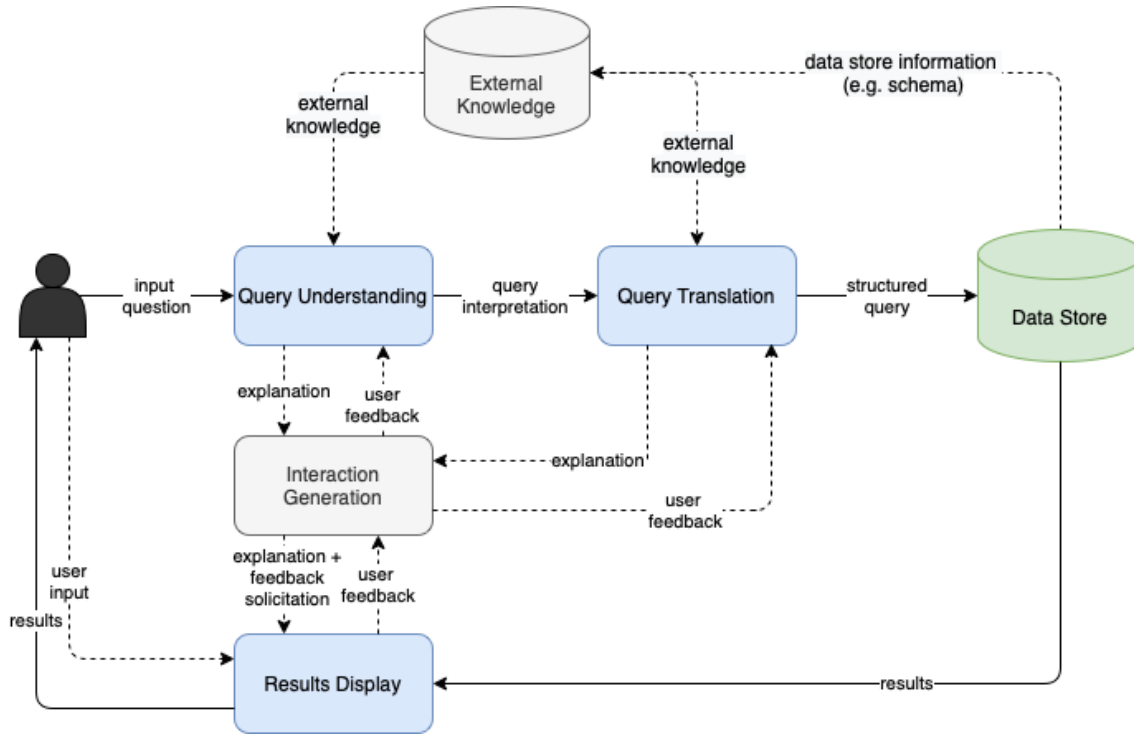 External
Knowledge
data store information
(e.g. schema)
external
knowledge
external
knowledge
input
question
Query Understanding
query
interpretation
Query Translation
structured
query
Data Store
explanation
user
feedback
Interaction
Generation
explanation
user
feedback
explanation +
feedback
solicitation
user
feedback
user
input
results
Results Display
results